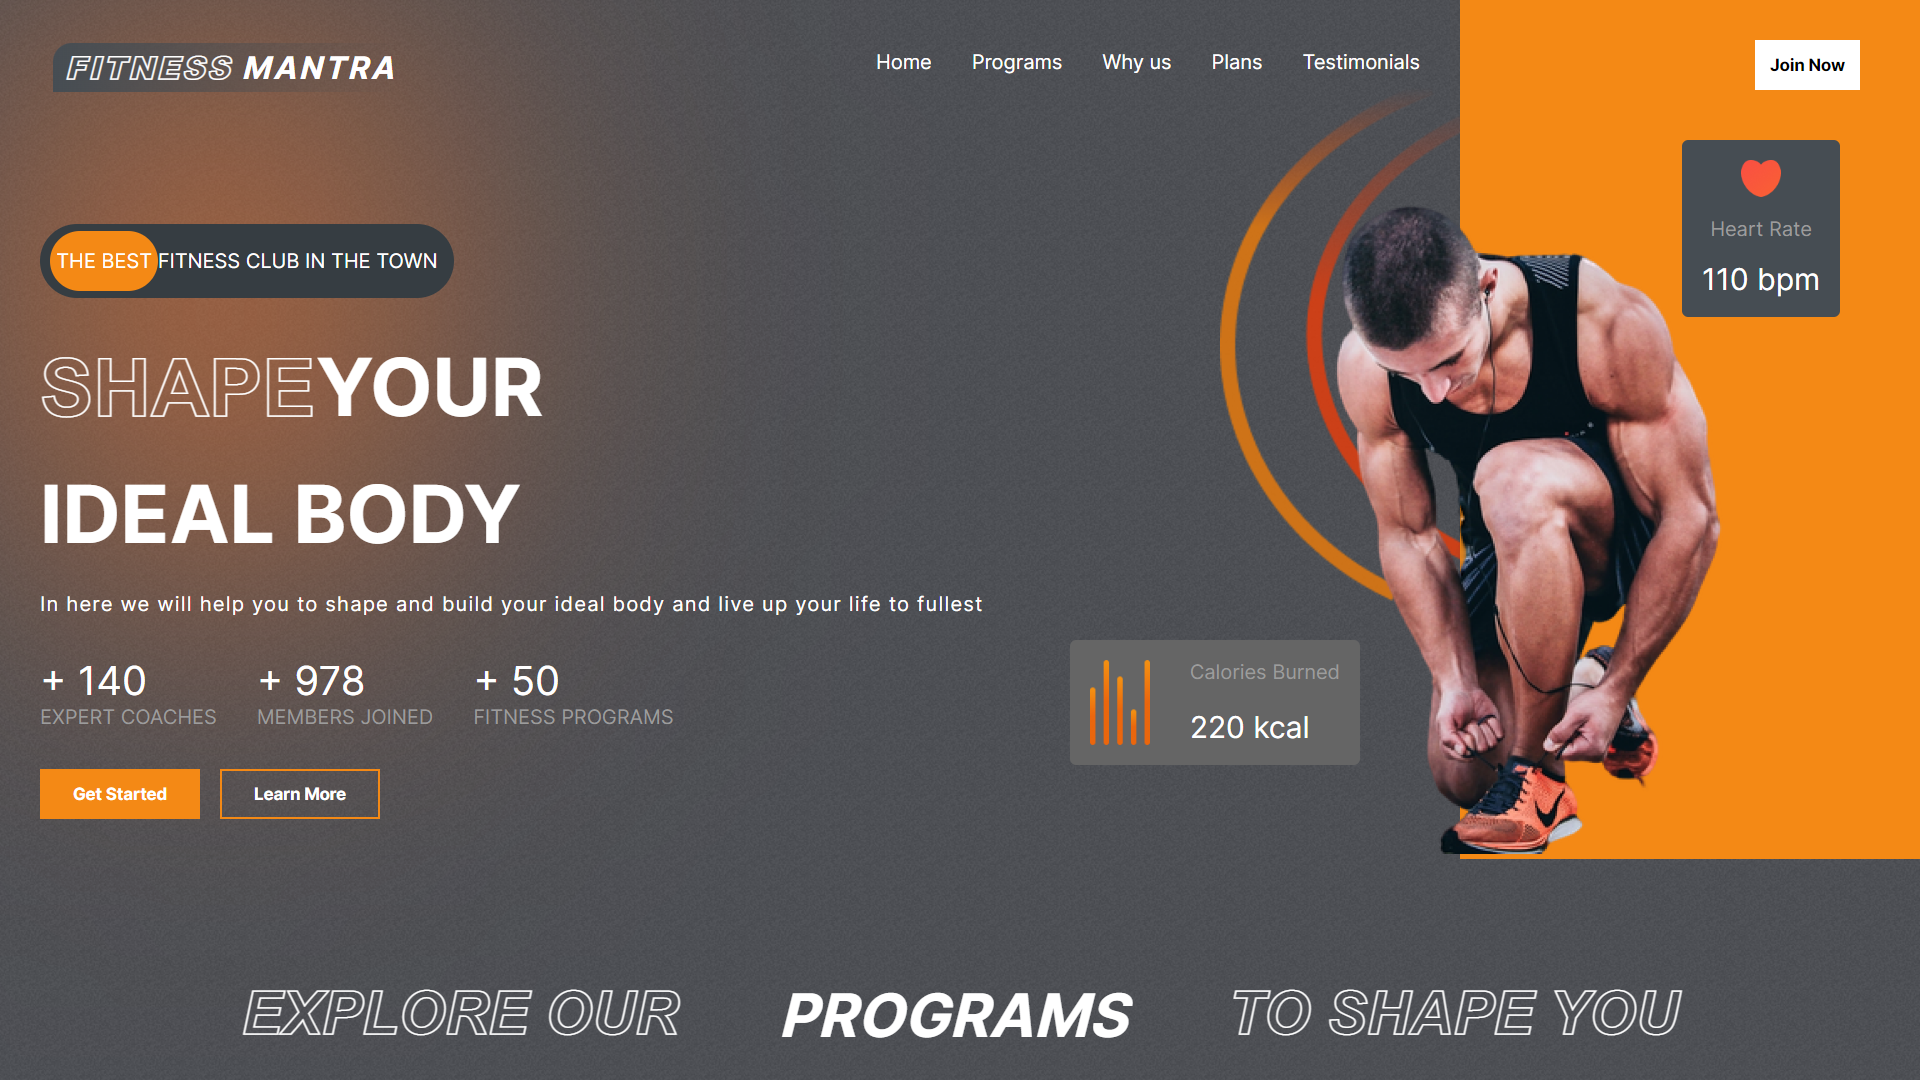 FITNESS MANTRA
Home Programs Why us Plans Testimonials
Join Now
Heart Rate
110 bpm
THE BEST FITNESS CLUB IN THE TOWN
SHAPEYOUR
IDEAL BODY
In here we will help you to shape and build your ideal body and live up your life to fullest
+ 140 + 978 + 50
EXPERT COACHES MEMBERS JOINED FITNESS PROGRAMS
Calories Burned
220 kcal
Get Started Learn More
EXPLORE OUR PROGRAMS TO SHAPE YOU